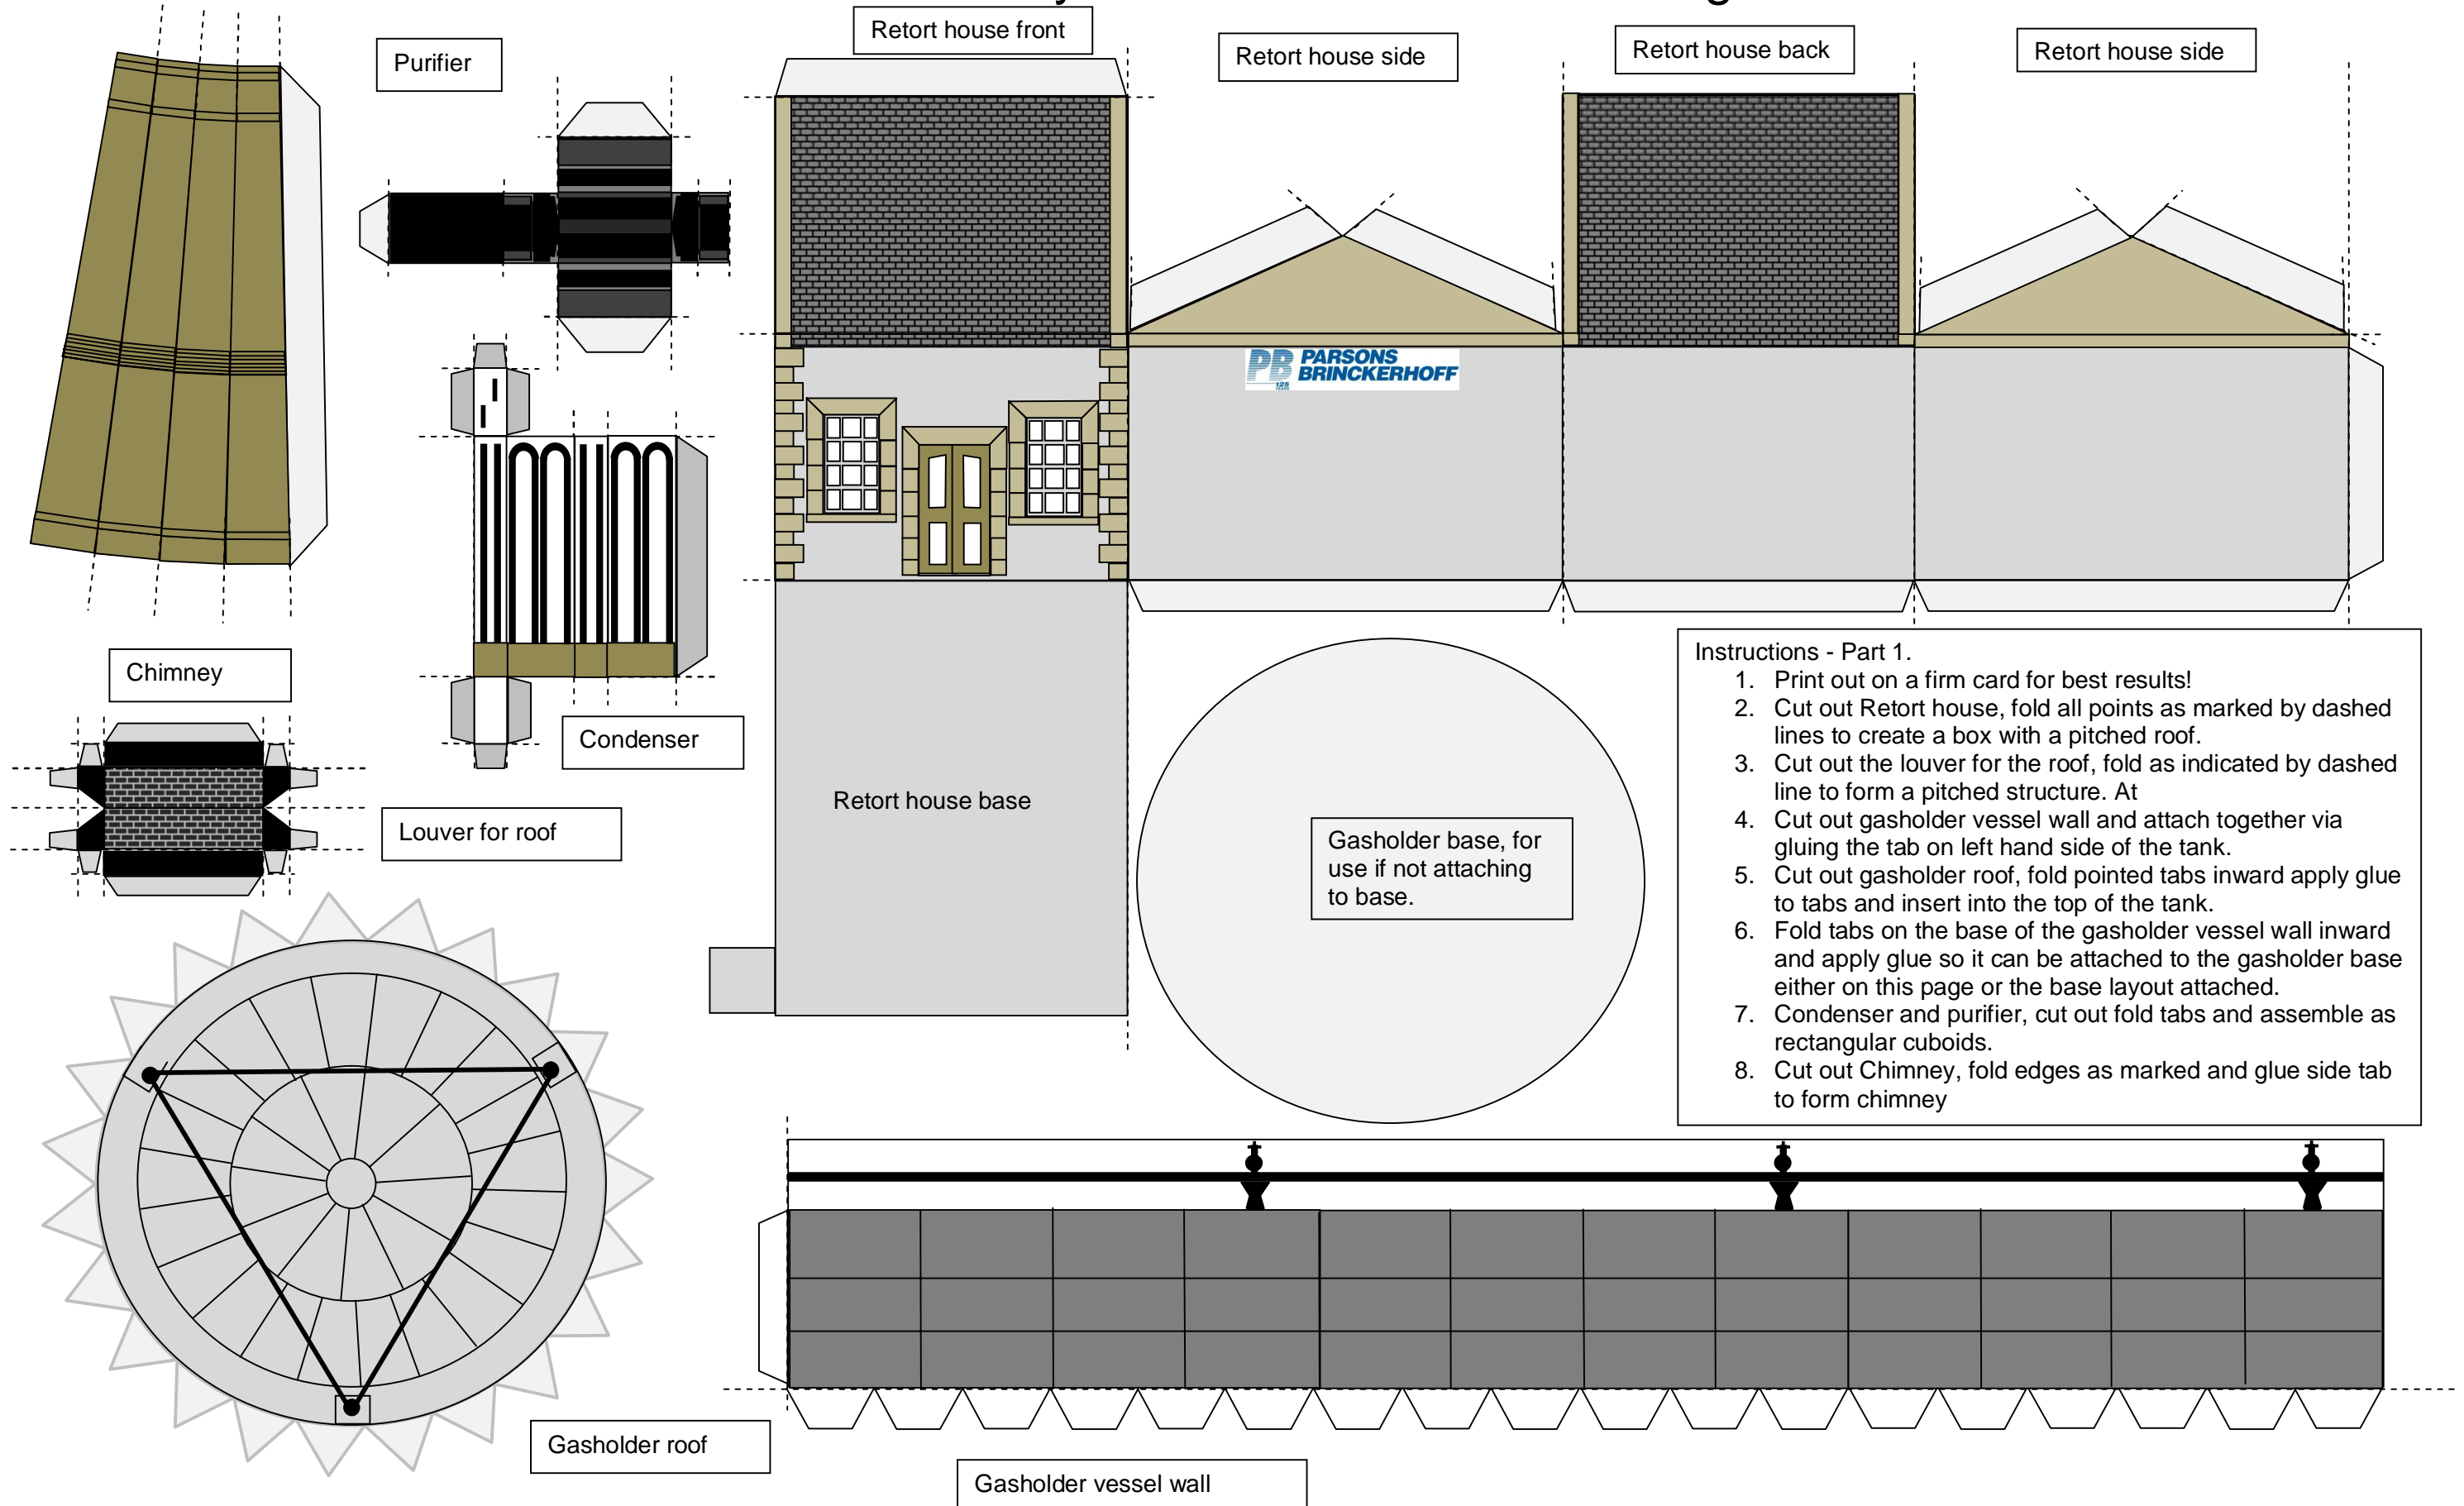 Retort house front
Retort house side
Retort house back
Retort house side
Purifier
PB PARSONS
BRINCKERHOFF
125
YEARS
Chimney
Condenser
Louver for roof
Retort house base
Gasholder base, for
use if not attaching
to base.
Instructions - Part 1.
1. Print out on a firm card for best results!
2. Cut out Retort house, fold all points as marked by dashed
lines to create a box with a pitched roof.
3. Cut out the louver for the roof, fold as indicated by dashed
line to form a pitched structure. At
4. Cut out gasholder vessel wall and attach together via
gluing the tab on left hand side of the tank.
5. Cut out gasholder roof, fold pointed tabs inward apply glue
to tabs and insert into the top of the tank.
6. Fold tabs on the base of the gasholder vessel wall inward
and apply glue so it can be attached to the gasholder base
either on this page or the base layout attached.
7. Condenser and purifier, cut out fold tabs and assemble as
rectangular cuboids.
8. Cut out Chimney, fold edges as marked and glue side tab
to form chimney
Gasholder roof
Gasholder vessel wall